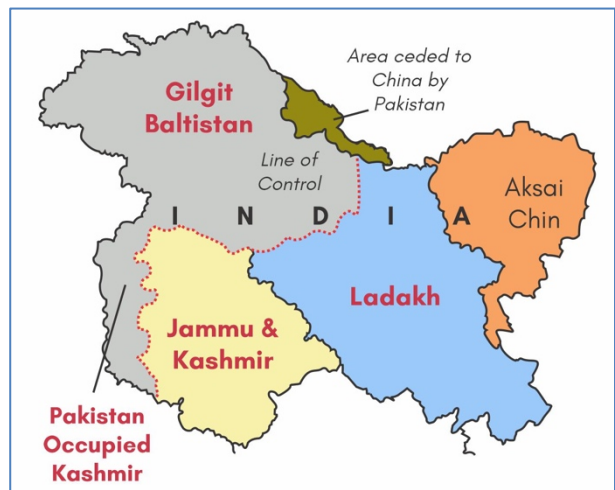 Gilgit
Baltistan
Area ceded to
China by
Pakistan
Line of
Control
Aksai
Chin
I N D I A
Ladakh
Jammu &
Kashmir
Pakistan
Occupied
Kashmir